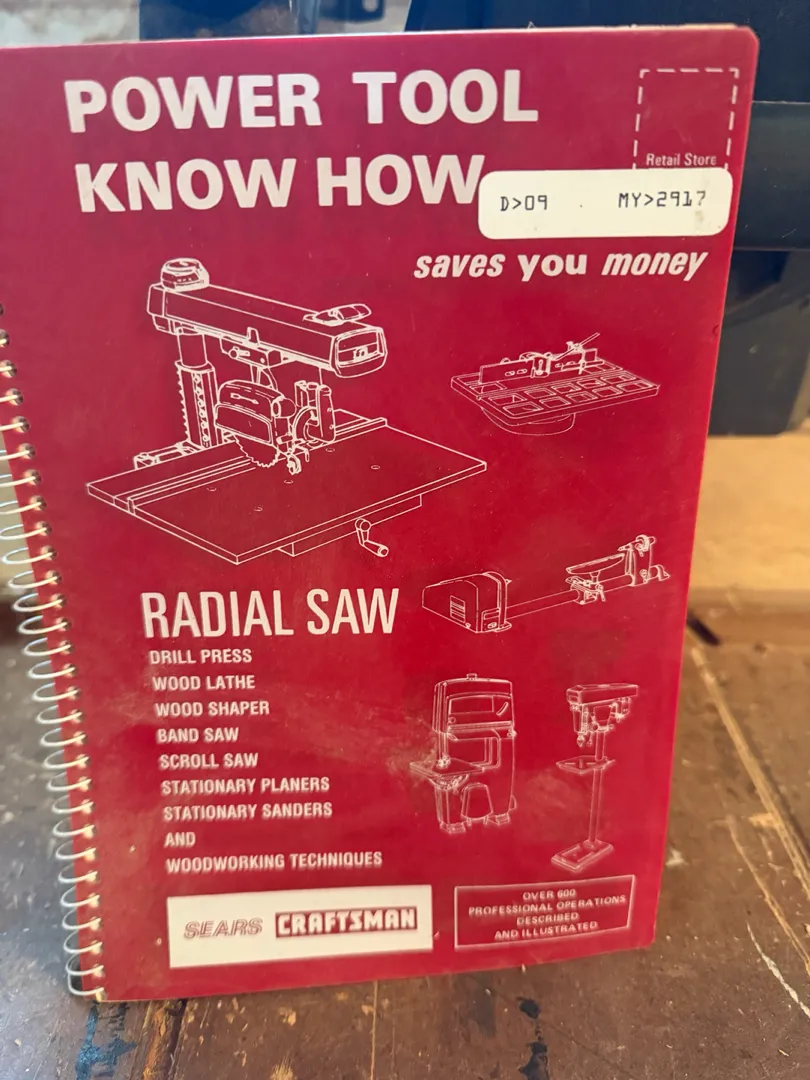 POWER TOOL
KNOW HOW
Retail Store
D>09 . MY>2917
saves you money
RADIAL SAW
DRILL PRESS
WOOD LATHE
WOOD SHAPER
BAND SAW
SCROLL SAW
STATIONARY PLANERS
STATIONARY SANDERS
AND
WOODWORKING TECHNIQUES
SEARS CRAFTSMAN
OVER 600
PROFESSIONAL OPERATIONS
DESCRIBED
AND ILLUSTRATED